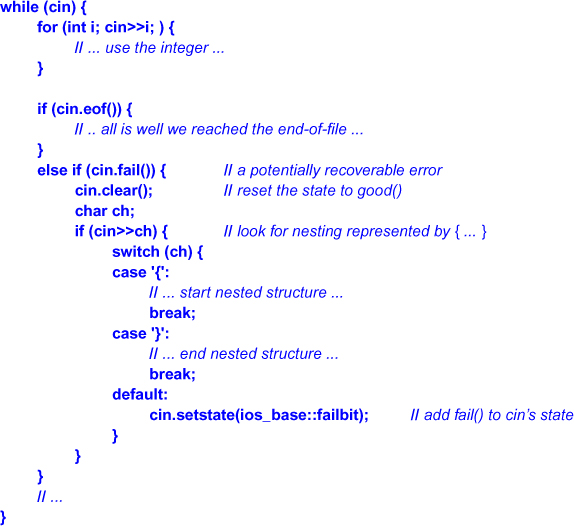 while (cin) {
for (int i; cin>>i; ) {
// ... use the integer ...
}
if (cin.eof()) {
// .. all is well we reached the end-of-file ...
}
else if (cin.fail()) { // a potentially recoverable error
cin.clear(); // reset the state to good()
char ch;
if (cin>>ch) { // look for nesting represented by { ... }
switch (ch) {
case '{':
// ... start nested structure ...
break;
case '}':
// ... end nested structure ...
break;
default:
cin.setstate(ios_base::failbit); // add fail() to cin’s state
}
}
}
// ...
}